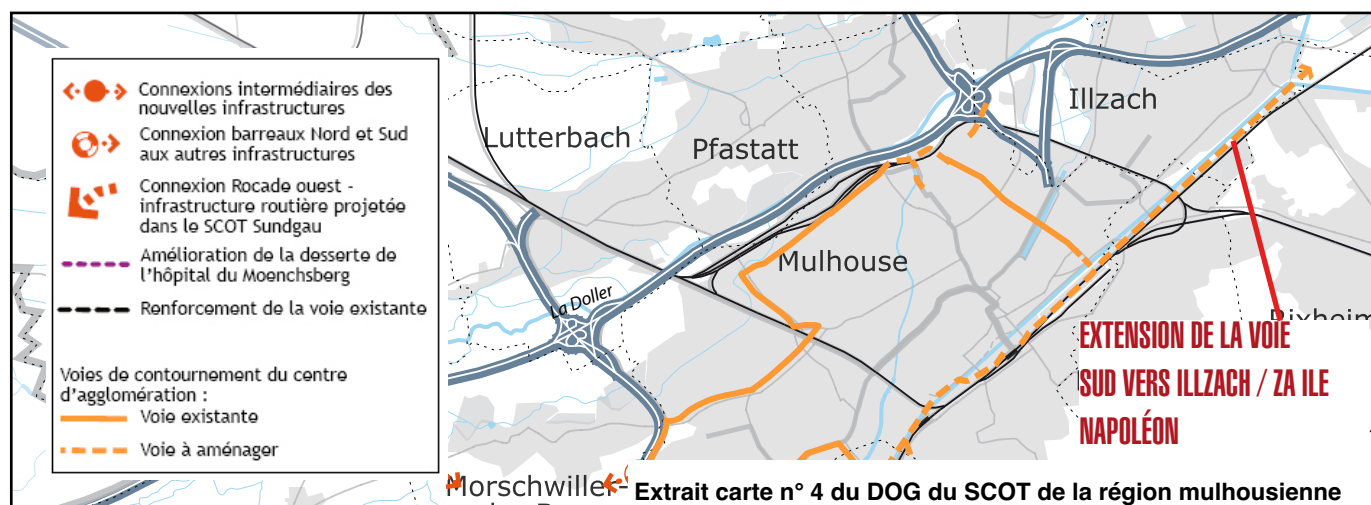 Connexions intermédiaires des
nouvelles infrastructures
Connexion barreaux Nord et Sud
aux autres infrastructures
Connexion Rocade ouest -
infrastructure routière projetée
dans le SCOT Sundgau
Amélioration de la desserte de
l'hôpital du Moenchsberg
Renforcement de la voie existante
Voies de contournement du centre
d'agglomération :
Voie existante
Voie à aménager
Lutterbach
Pfastatt
Illzach
Mulhouse
La Doller
Rixheim
EXTENSION DE LA VOIE
SUD VERS ILLZACH / ZA ILE
NAPOLÉON
Morschwiller-
Extrait carte n° 4 du DOG du SCOT de la région mulhousienne